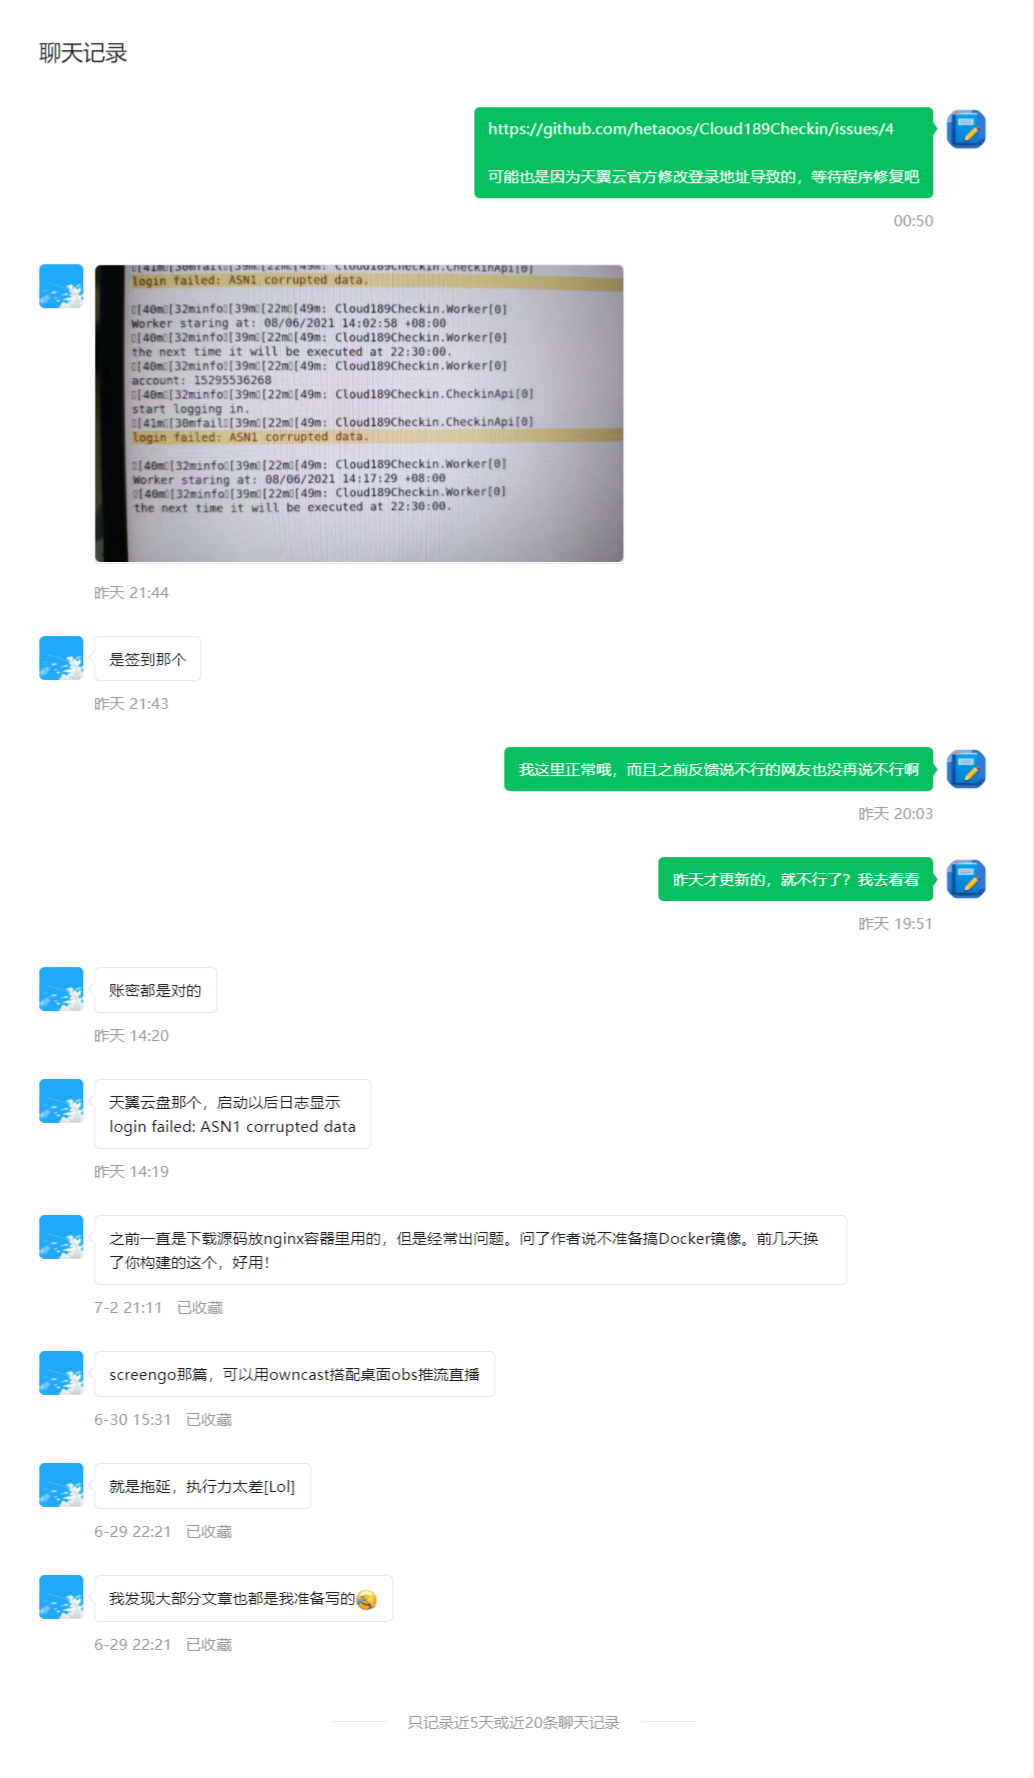 聊天记录
https://github.com/hetaoos/Cloud189Checkin/issues/4
可能也是因为天翼云官方修改登录地址导致的，等待程序修复吧
00:50
[41m[30mfail[39m[22m[49m: Cloud189Checkin.CheckinApi[0]
login failed: ASN1 corrupted data.
[40m[32minfo[39m[22m[49m: Cloud189Checkin.Worker[0]
Worker staring at: 08/06/2021 14:02:58 +08:00
[40m[32minfo[39m[22m[49m: Cloud189Checkin.Worker[0]
the next time it will be executed at 22:30:00.
[40m[32minfo[39m[22m[49m: Cloud189Checkin.Worker[0]
account: 15295536268
[40m[32minfo[39m[22m[49m: Cloud189Checkin.CheckinApi[0]
start logging in.
[41m[30mfail[39m[22m[49m: Cloud189Checkin.CheckinApi[0]
login failed: ASN1 corrupted data.
[40m[32minfo[39m[22m[49m: Cloud189Checkin.Worker[0]
Worker staring at: 08/06/2021 14:17:29 +08:00
[40m[32minfo[39m[22m[49m: Cloud189Checkin.Worker[0]
the next time it will be executed at 22:30:00.
昨天 21:44
是签到那个
昨天 21:43
我这里正常哦，而且之前反馈说不行的网友也没再说不行啊
昨天 20:03
昨天才更新的，就不行了？我去看看
昨天 19:51
账密都是对的
昨天 14:20
天翼云盘那个，启动以后日志显示
login failed: ASN1 corrupted data
昨天 14:19
之前一直是下载源码放nginx容器里用的，但是经常出问题。问了作者说不准备搞Docker镜像。前几天换
了你构建的这个，好用！
7-2 21:11 已收藏
screengo那篇，可以用owncast搭配桌面obs推流直播
6-30 15:31 已收藏
就是拖延，执行力太差[Lol]
6-29 22:21 已收藏
我发现大部分文章也都是我准备写的
6-29 22:21 已收藏
只记录近5天或近20条聊天记录